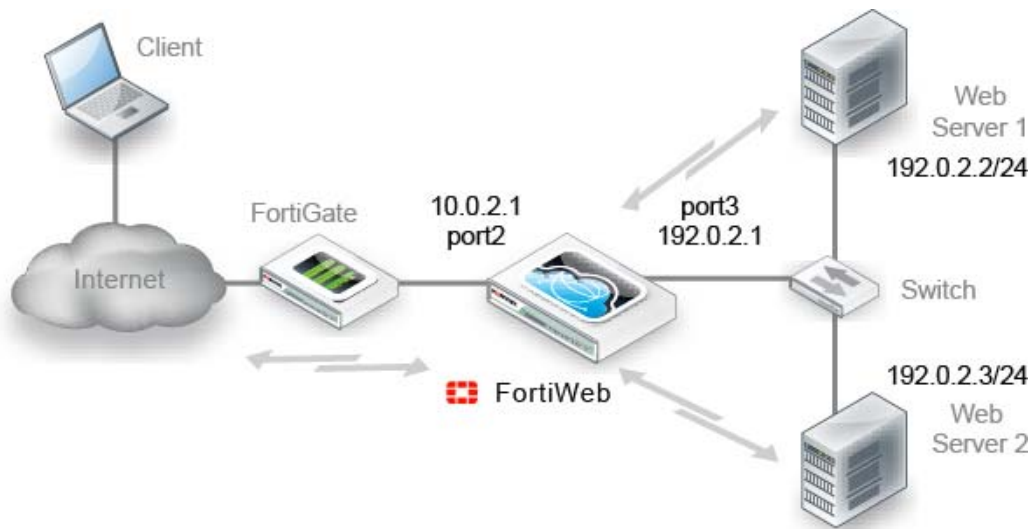 Client
Internet
FortiGate
10.0.2.1
port2
FortiWeb
port3
192.0.2.1
Web
Server 1
192.0.2.2/24
Switch
192.0.2.3/24
Web
Server 2